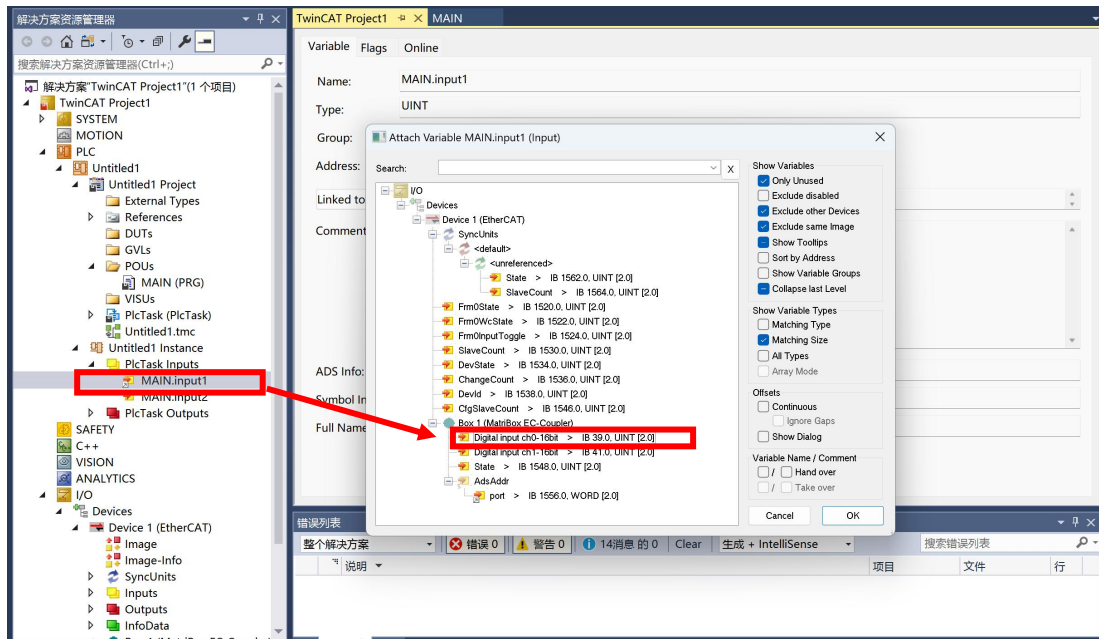 解决方案资源管理器
搜索解决方案资源管理器(Ctrl+;)
解决方案"TwinCAT Project1"(1 个项目)
TwinCAT Project1
SYSTEM
MOTION
PLC
Untitled1
Untitled1 Project
External Types
References
DUTs
GVLs
POUs
MAIN (PRG)
VISUs
PlcTask (PlcTask)
Untitled1.tmc
Untitled1 Instance
PlcTask Inputs
MAIN.input1
MAIN.input2
PlcTask Outputs
SAFETY
C++
VISION
ANALYTICS
I/O
Devices
Device 1 (EtherCAT)
Image
Image-Info
SyncUnits
Inputs
Outputs
InfoData
TwinCAT Project1 MAIN
Variable Flags Online
Name: MAIN.input1
Type: UINT
Group:
Address:
Linked to
Comment
ADS Info:
Symbol In
Full Name
Attach Variable MAIN.input1 (Input)
Search: X
I/O
Devices
Device 1 (EtherCAT)
SyncUnits
<default>
<unreferenced>
State > IB 1562.0, UINT [2.0]
SlaveCount > IB 1564.0, UINT [2.0]
Frm0State > IB 1520.0, UINT [2.0]
Frm0WcState > IB 1522.0, UINT [2.0]
Frm0InputToggle > IB 1524.0, UINT [2.0]
SlaveCount > IB 1530.0, UINT [2.0]
DevState > IB 1534.0, UINT [2.0]
ChangeCount > IB 1536.0, UINT [2.0]
DevId > IB 1538.0, UINT [2.0]
CfgSlaveCount > IB 1546.0, UINT [2.0]
Box 1 (MatriBox EC-Coupler)
Digital input ch0-16bit > IB 39.0, UINT [2.0]
Digital input ch1-16bit > IB 41.0, UINT [2.0]
State > IB 1548.0, UINT [2.0]
AdsAddr
port > IB 1556.0, WORD [2.0]
Show Variables
Only Unused
Exclude disabled
Exclude other Devices
Exclude same Image
Show Tooltips
Sort by Address
Show Variable Groups
Collapse last Level
Show Variable Types
Matching Type
Matching Size
All Types
Array Mode
Offsets
Continuous
Ignore Gaps
Show Dialog
Variable Name / Comment
/ Hand over
/ Take over
Cancel OK
错误列表
整个解决方案 错误 0 警告 0 14消息 的 0 Clear 生成 + IntelliSense 搜索错误列表
说明 项目 文件 行